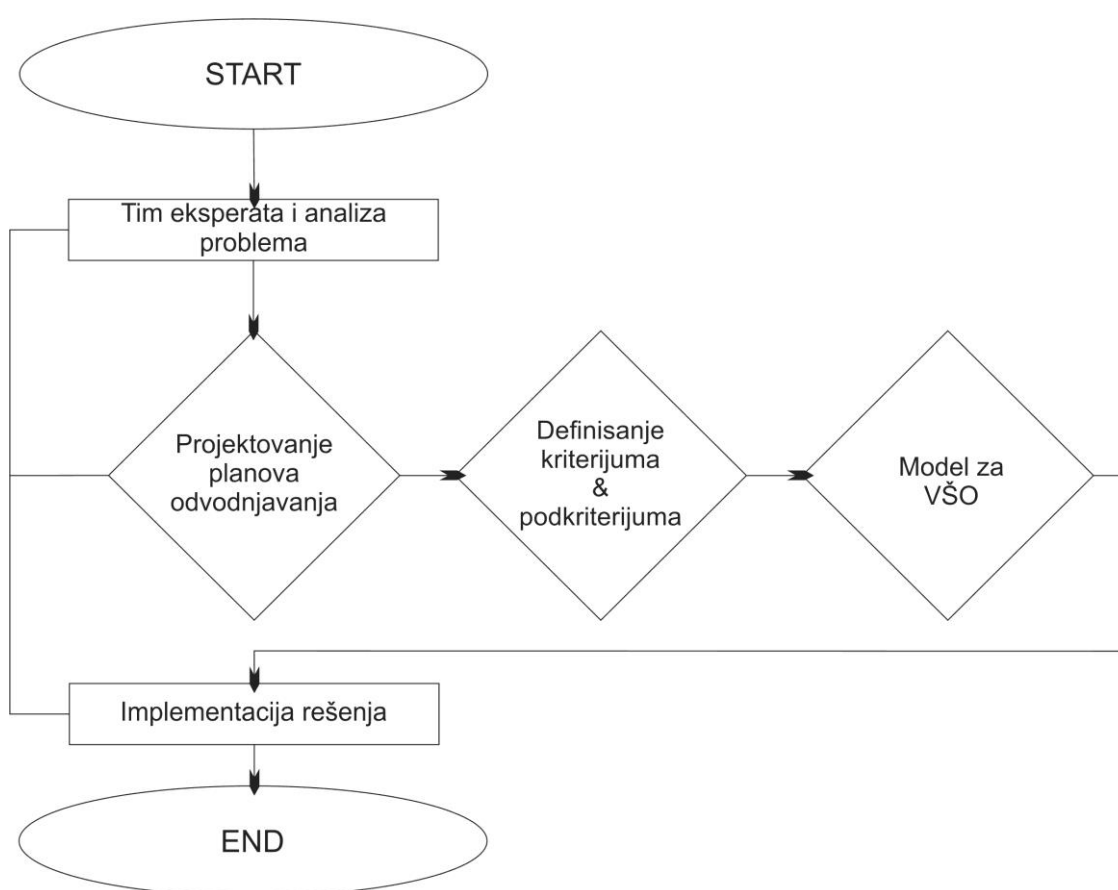 START
Tim eksperata i analiza
problema
Projektovanje
planova
odvodnjavanja
Definisanje
kriterijuma
&
podkriterijuma
Model za
VŠO
Implementacija rešenja
END